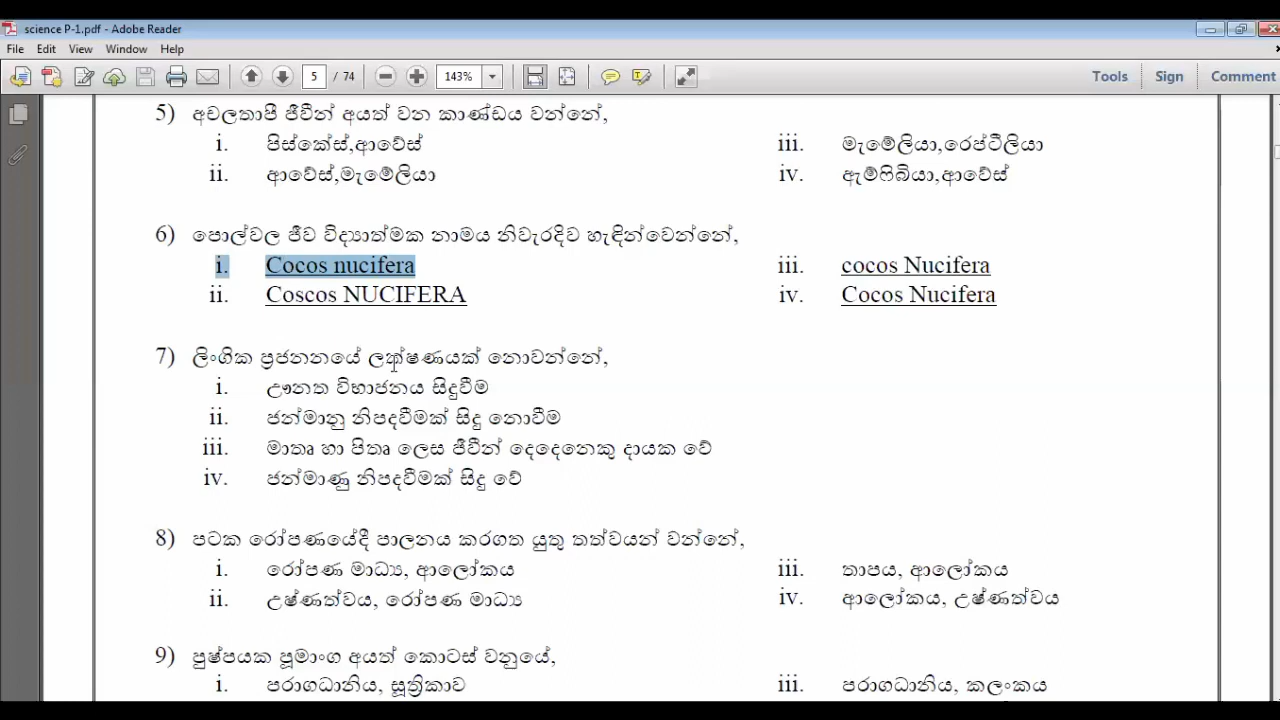 science P-1.pdf - Adobe Reader
File Edit View Window Help
5 / 74 143% Tools Sign Comment
5) අචලතාපී ජීවීන් අයත් වන කාණ්ඩය වන්නේ,
i. පිස්කේස්,ආවේස් iii. මැමේලියා,රෙප්ටීලියා
ii. ආවේස්,මැමේලියා iv. ඇම්ෆිබියා,ආවේස්
6) පොල්වල ජීව විද්‍යාත්මක නාමය නිවැරදිව හැඳින්වෙන්නේ,
i. Cocos nucifera iii. cocos Nucifera
ii. Coscos NUCIFERA iv. Cocos Nucifera
7) ලිංගික ප්‍රජනනයේ ලක්ෂණයක් නොවන්නේ,
i. ඌනත විභාජනය සිදුවීම
ii. ජන්මානු නිපදවීමක් සිදු නොවීම
iii. මාතෘ හා පිතෘ ලෙස ජීවීන් දෙදෙනෙකු දායක වේ
iv. ජන්මාණු නිපදවීමක් සිදු වේ
8) පටක රෝපණයේදී පාලනය කරගත යුතු තත්වයන් වන්නේ,
i. රෝපණ මාධ්‍ය, ආලෝකය iii. තාපය, ආලෝකය
ii. උෂ්ණත්වය, රෝපණ මාධ්‍ය iv. ආලෝකය, උෂ්ණත්වය
9) පුෂ්පයක පූමාංග අයත් කොටස් වනුයේ,
i. පරාගධානිය, සූත්‍රිකාව iii. පරාගධානිය, කලංකය